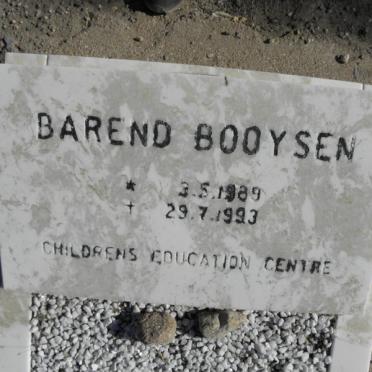 BAREND BOOYSEN
* 3.5.1989
† 29.7.1993
CHILDRENS EDUCATION CENTRE